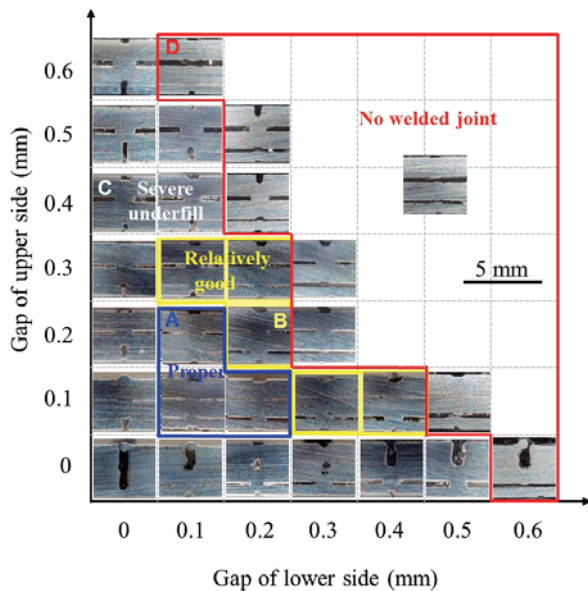 D
0.6
0.5
No welded joint
C
Severe
underfill
0.4
Relatively
good
0.3
5 mm
A
B
0.2
Proper
0.1
0
0
0.1
0.2
0.3
0.4
0.5
0.6
Gap of upper side (mm)
Gap of lower side (mm)